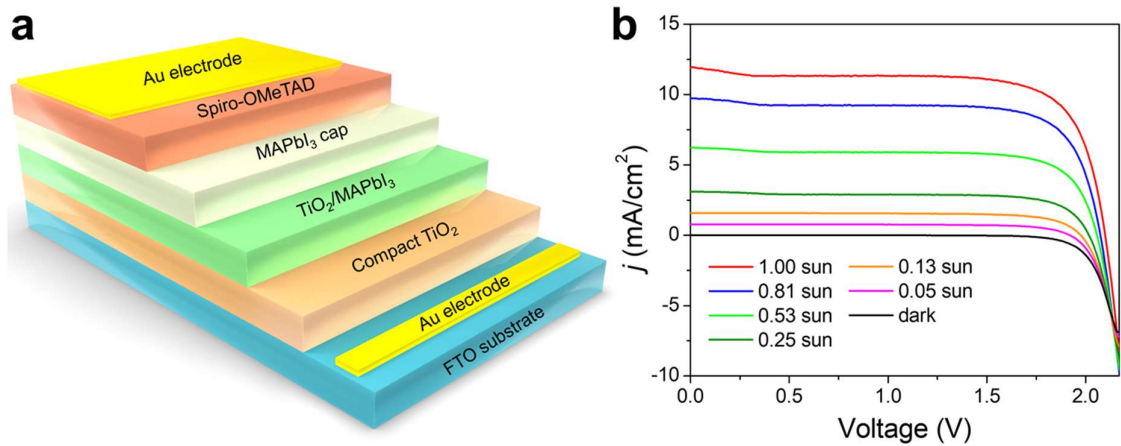 a
Au electrode
Spiro-OMeTAD
MAPbI₃ cap
TiO₂/MAPbI₃
Compact TiO₂
Au electrode
FTO substrate
b
15
10
5
0
-5
-10
j (mA/cm²)
1.00 sun
0.81 sun
0.53 sun
0.25 sun
0.13 sun
0.05 sun
dark
0.0
0.5
1.0
1.5
2.0
Voltage (V)